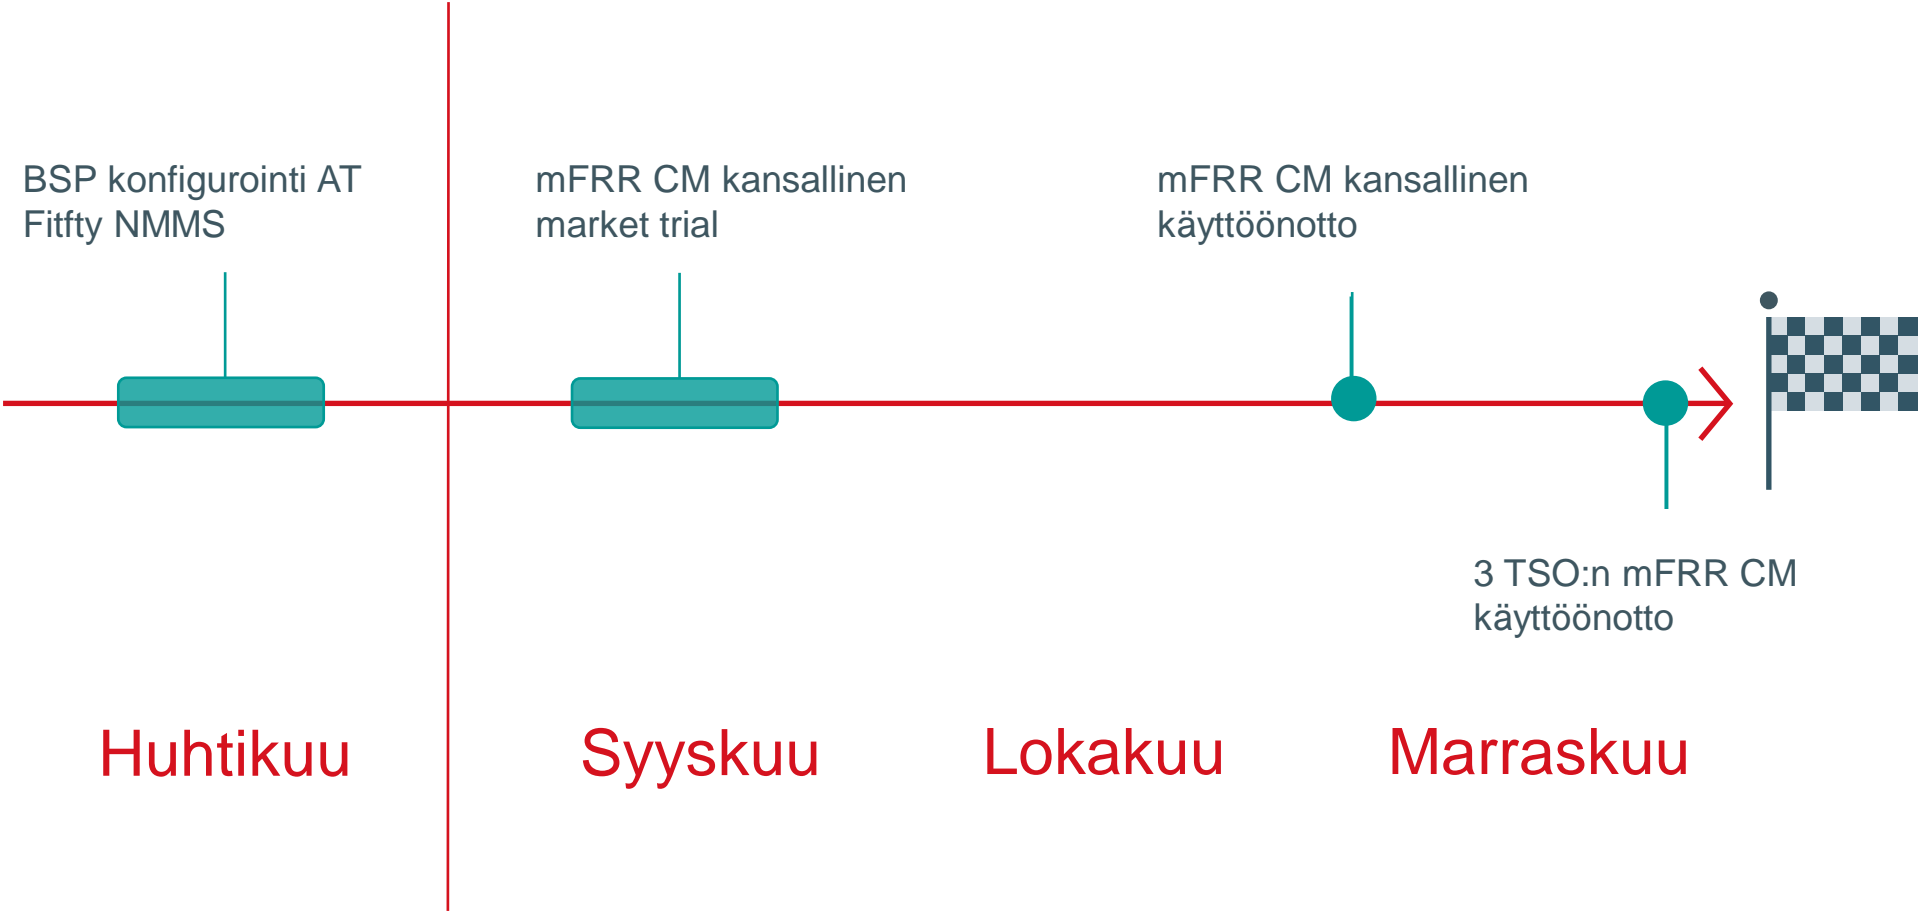 BSP konfigurointi AT
Fitfty NMMS
mFRR CM kansallinen
market trial
mFRR CM kansallinen
käyttöönotto
3 TSO:n mFRR CM
käyttöönotto
Huhtikuu
Syyskuu
Lokakuu
Marraskuu